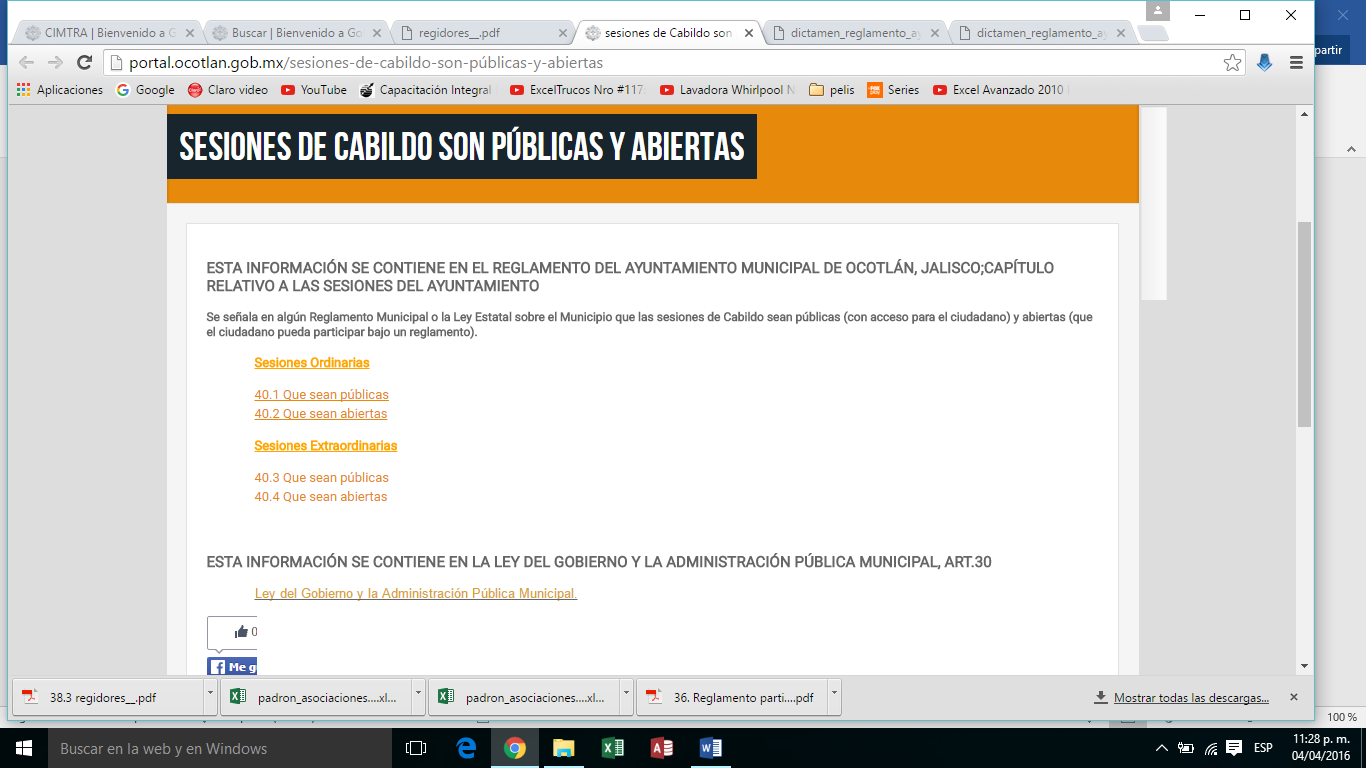 partir
CIMTRA | Bienvenido a G
Buscar | Bienvenido a Go
regidores__.pdf
sesiones de Cabildo son
dictamen_reglamento_ay
dictamen_reglamento_ay
portal.ocotlan.gob.mx/sesiones-de-cabildo-son-públicas-y-abiertas
Aplicaciones
Google
Claro video
YouTube
Capacitación Integral
ExcelTrucos Nro #117:
Lavadora Whirlpool N
pelis
Series
Excel Avanzado 2010
SESIONES DE CABILDO SON PÚBLICAS Y ABIERTAS
ESTA INFORMACIÓN SE CONTIENE EN EL REGLAMENTO DEL AYUNTAMIENTO MUNICIPAL DE OCOTLÁN, JALISCO;CAPÍTULO
RELATIVO A LAS SESIONES DEL AYUNTAMIENTO
Se señala en algún Reglamento Municipal o la Ley Estatal sobre el Municipio que las sesiones de Cabildo sean públicas (con acceso para el ciudadano) y abiertas (que
el ciudadano pueda participar bajo un reglamento).
Sesiones Ordinarias
40.1 Que sean públicas
40.2 Que sean abiertas
Sesiones Extraordinarias
40.3 Que sean públicas
40.4 Que sean abiertas
ESTA INFORMACIÓN SE CONTIENE EN LA LEY DEL GOBIERNO Y LA ADMINISTRACIÓN PÚBLICA MUNICIPAL, ART.30
Ley del Gobierno y la Administración Pública Municipal.
0
Me g
38.3 regidores__.pdf
padron_asociaciones....xl...
padron_asociaciones....xl...
36. Reglamento parti....pdf
Mostrar todas las descargas...
100 %
Buscar en la web y en Windows
ESP
11:28 p. m.
04/04/2016